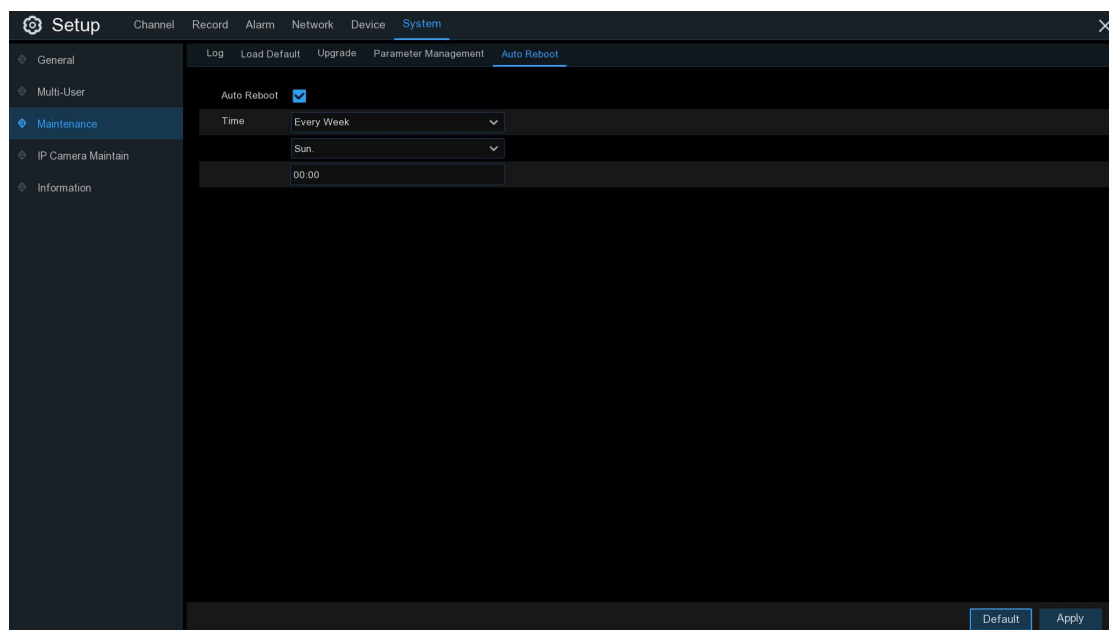 Setup Channel Record Alarm Network Device System
Log Load Default Upgrade Parameter Management Auto Reboot
General
Multi-User
Maintenance
IP Camera Maintain
Information
Auto Reboot
Time Every Week
Sun.
00:00
Default Apply